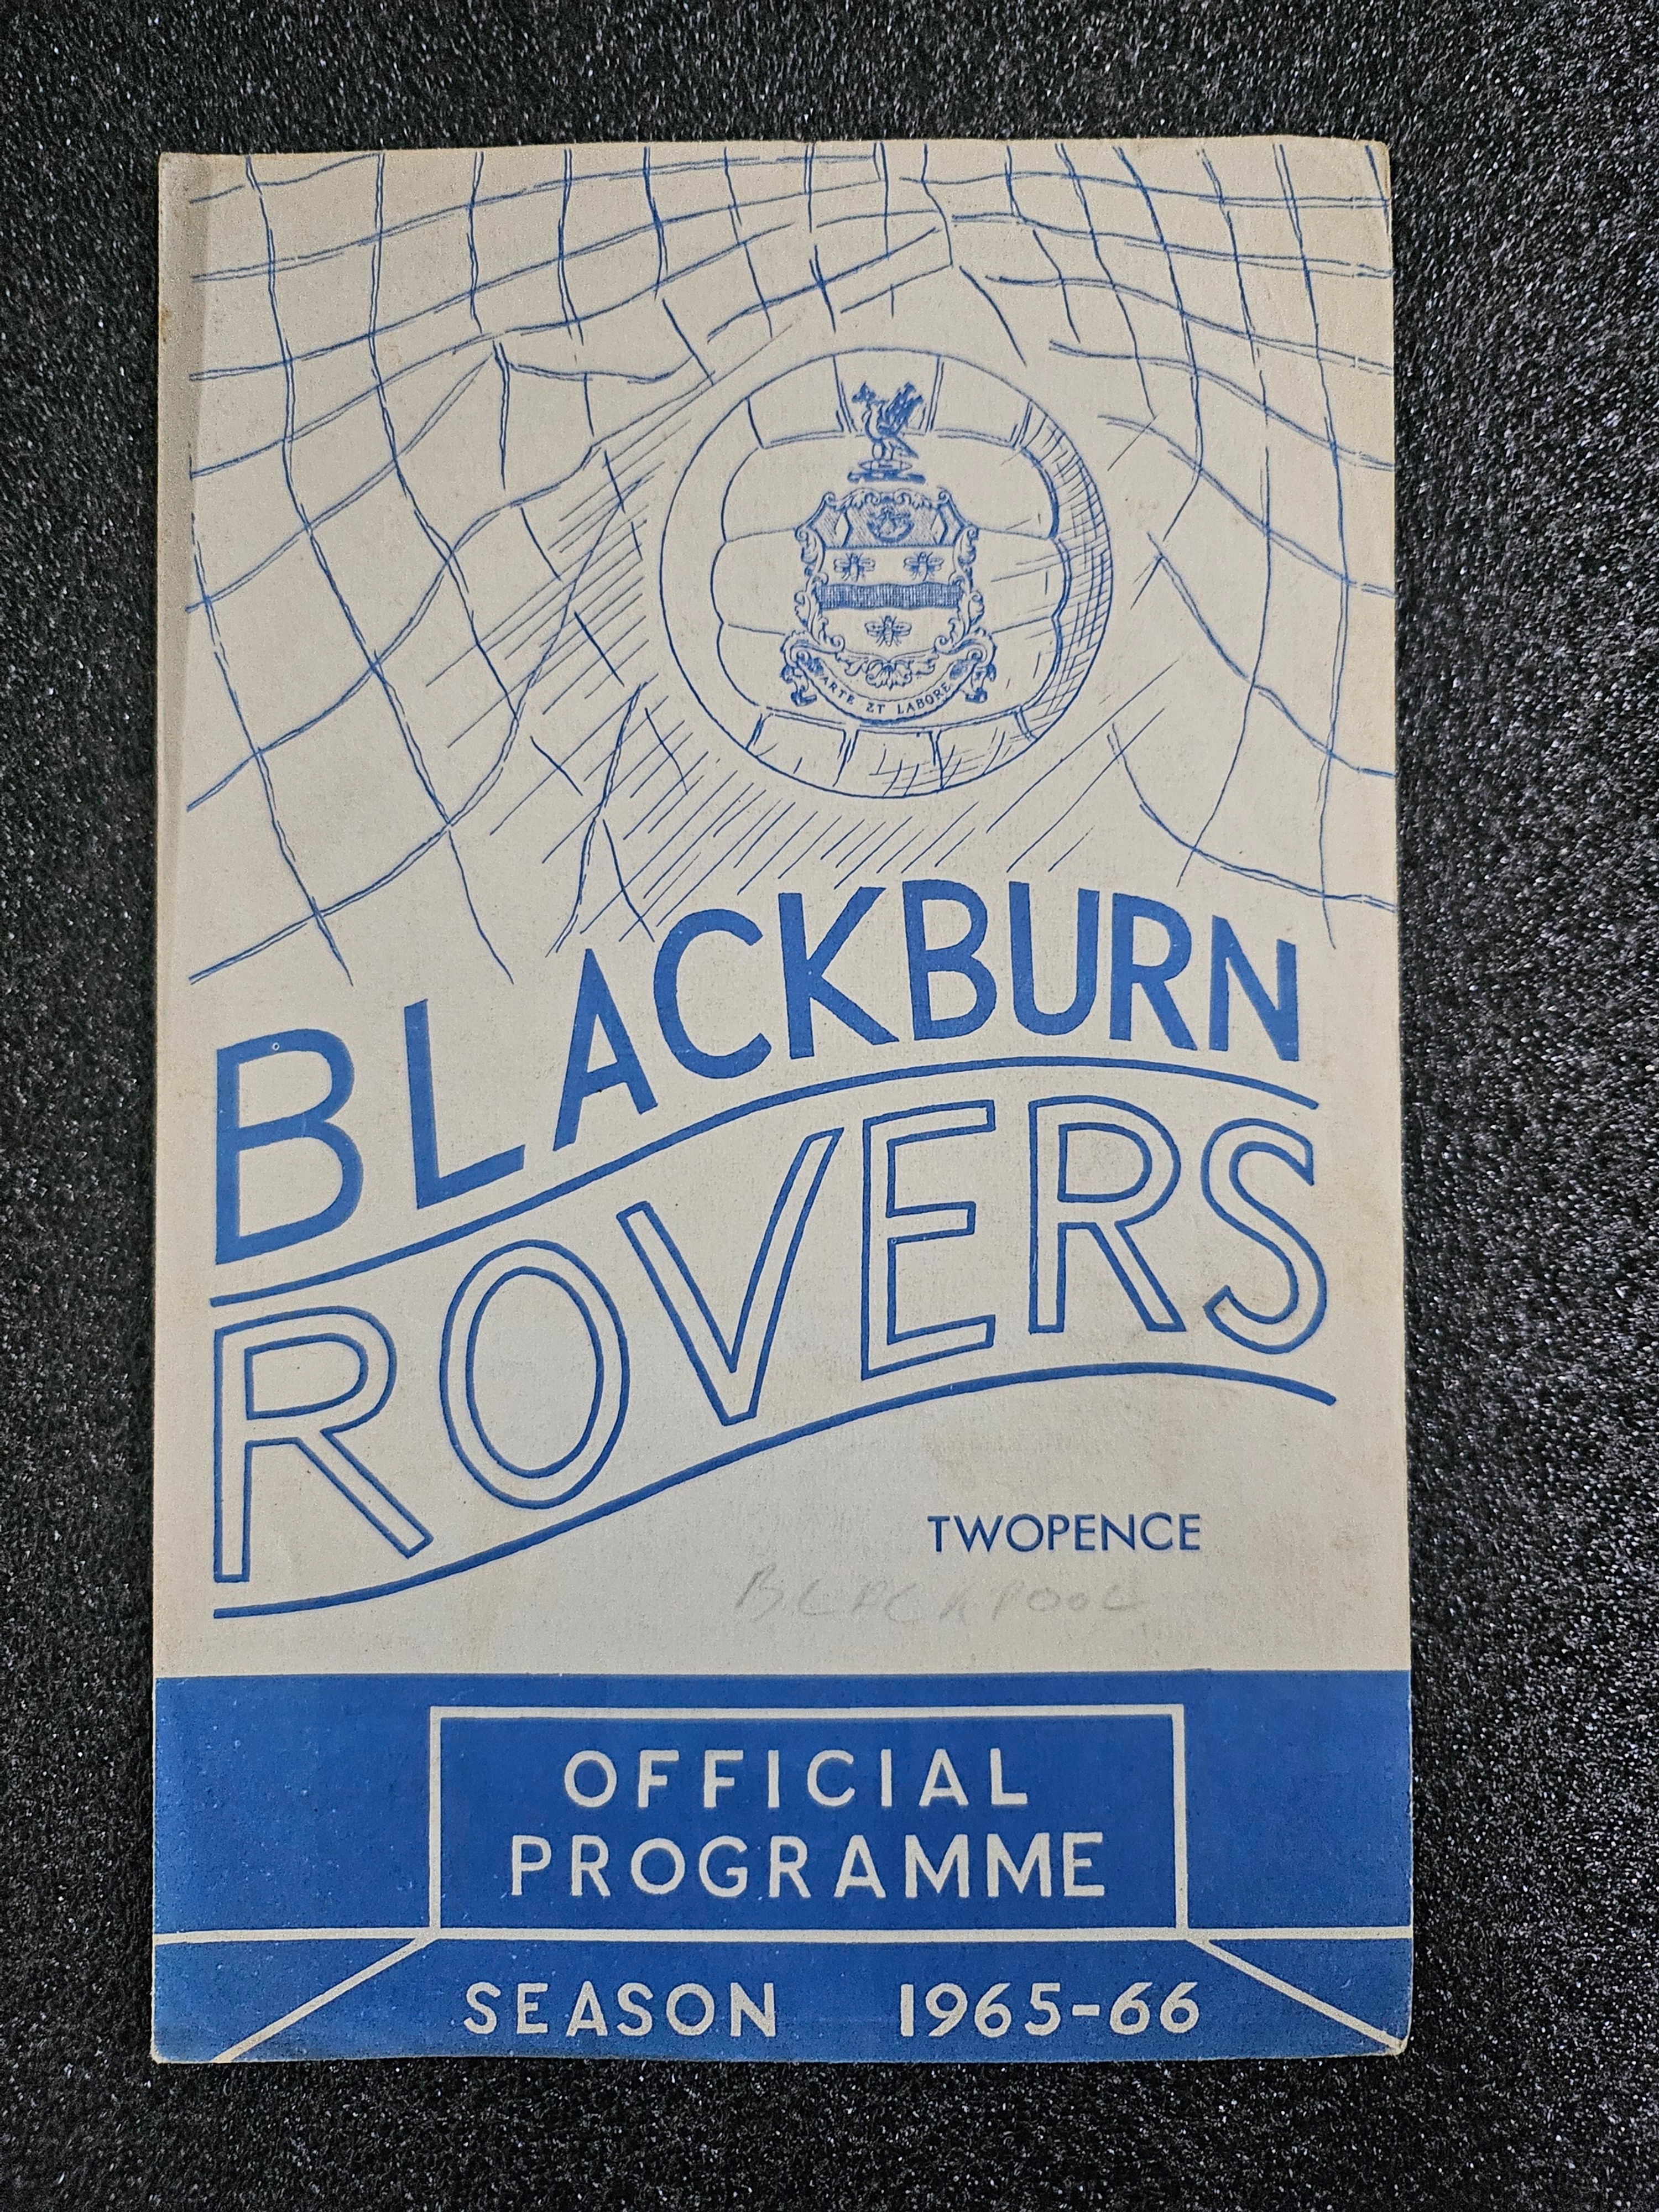 ARTE ET LABORE
BLACKBURN
ROVERS
TWOPENCE
BLACKPOOL
OFFICIAL
PROGRAMME
SEASON 1965-66